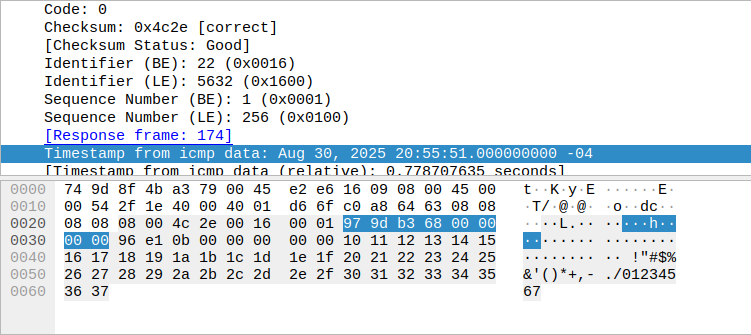 Code: 0
Checksum: 0x4c2e [correct]
[Checksum Status: Good]
Identifier (BE): 22 (0x0016)
Identifier (LE): 5632 (0x1600)
Sequence Number (BE): 1 (0x0001)
Sequence Number (LE): 256 (0x0100)
[Response frame: 174]
Timestamp from icmp data: Aug 30, 2025 20:55:51.000000000 -04
[Timestamp from icmp data (relative): 0.778707635 seconds]
0000 74 9d 8f 4b a3 79 00 45 e2 e6 16 09 08 00 45 00 t··K·y·E ······E·
0010 00 54 2f 1e 40 00 40 01 d6 6f c0 a8 64 63 08 08 ·T/·@·@· ·o··dc··
0020 08 08 08 00 4c 2e 00 16 00 01 97 9d b3 68 00 00 ····L.·· ·····h··
0030 00 00 96 e1 0b 00 00 00 00 00 10 11 12 13 14 15 ········ ········
0040 16 17 18 19 1a 1b 1c 1d 1e 1f 20 21 22 23 24 25 ········ ·· !"#$%
0050 26 27 28 29 2a 2b 2c 2d 2e 2f 30 31 32 33 34 35 &'()*+,- ./012345
0060 36 37 67